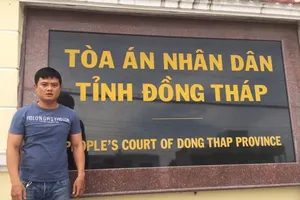 TÒA ÁN NHÂN DÂN
TỈNH ĐỒNG THÁP
PEOPLE'S COURT OF DONG THAP PROVINCE